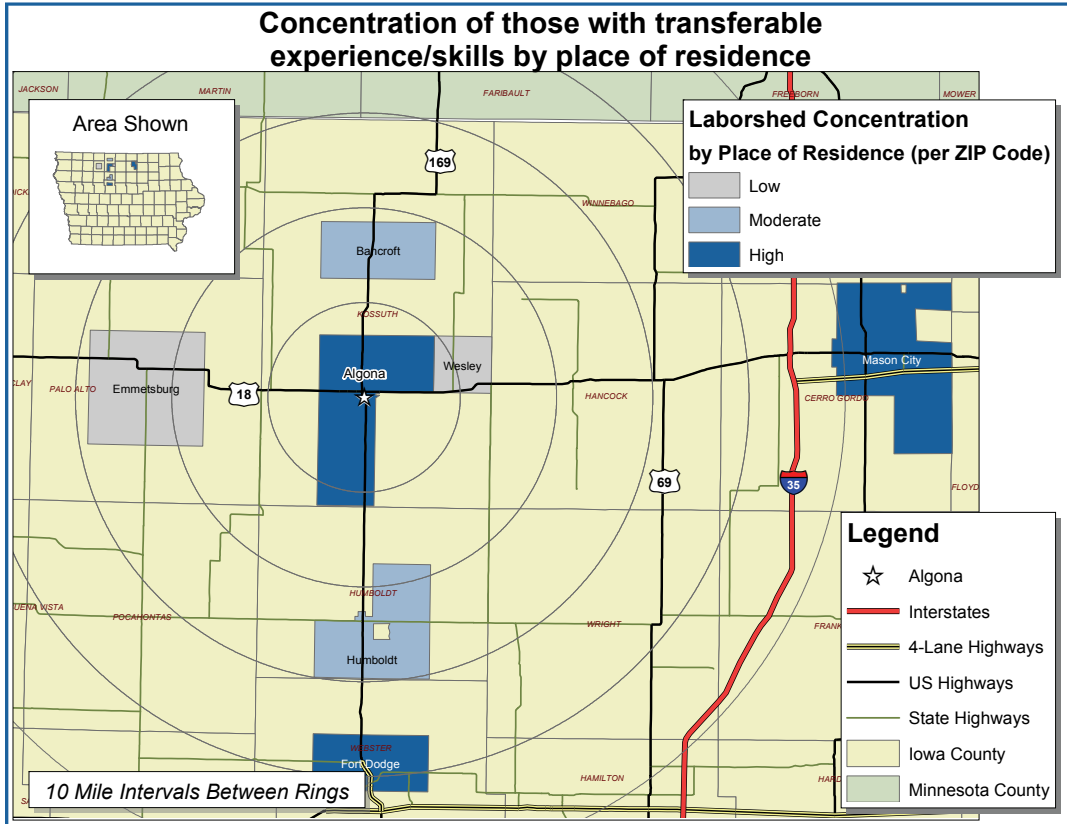 Concentration of those with transferable
experience/skills by place of residence
JACKSON
MARTIN
FARIBAULT
FREEBORN
MOWER
Area Shown
Laborshed Concentration
by Place of Residence (per ZIP Code)
Low
Moderate
High
169
WINNEBAGO
Bancroft
KOSSUTH
Algona
Wesley
Mason City
PALO ALTO
Emmetsburg
18
HANCOCK
CERRO GORDO
69
35
FLOYD
Legend
Algona
Interstates
4-Lane Highways
US Highways
State Highways
Iowa County
Minnesota County
HUMBOLDT
POCAHONTAS
WRIGHT
FRANK
Humboldt
WEBSTER
Fort Dodge
HAMILTON
HARD
10 Mile Intervals Between Rings